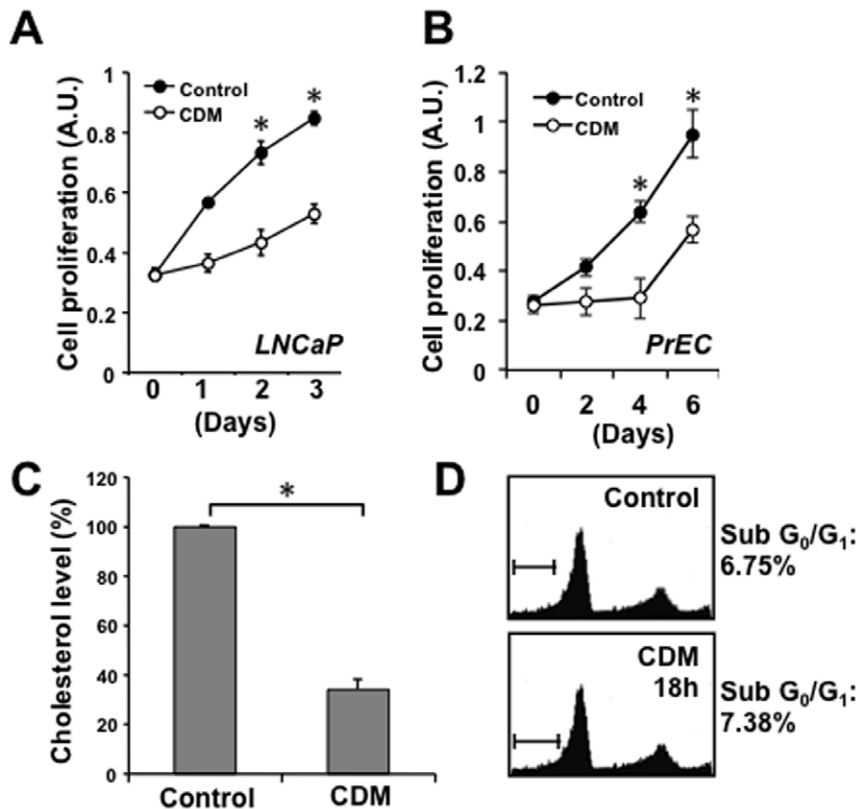 A
Cell proliferation (A.U.)
1
0.8
0.6
0.4
0.2
0
Control
CDM
*
*
LNCaP
0 1 2 3
(Days)
B
Cell proliferation (A.U.)
1.2
1
0.8
0.6
0.4
0.2
0
Control
CDM
*
*
PrEC
0 2 4 6
(Days)
C
Cholesterol level (%)
120
100
80
60
40
20
0
*
Control CDM
D
Control
Sub G₀/G₁:
6.75%
CDM
18h
Sub G₀/G₁:
7.38%